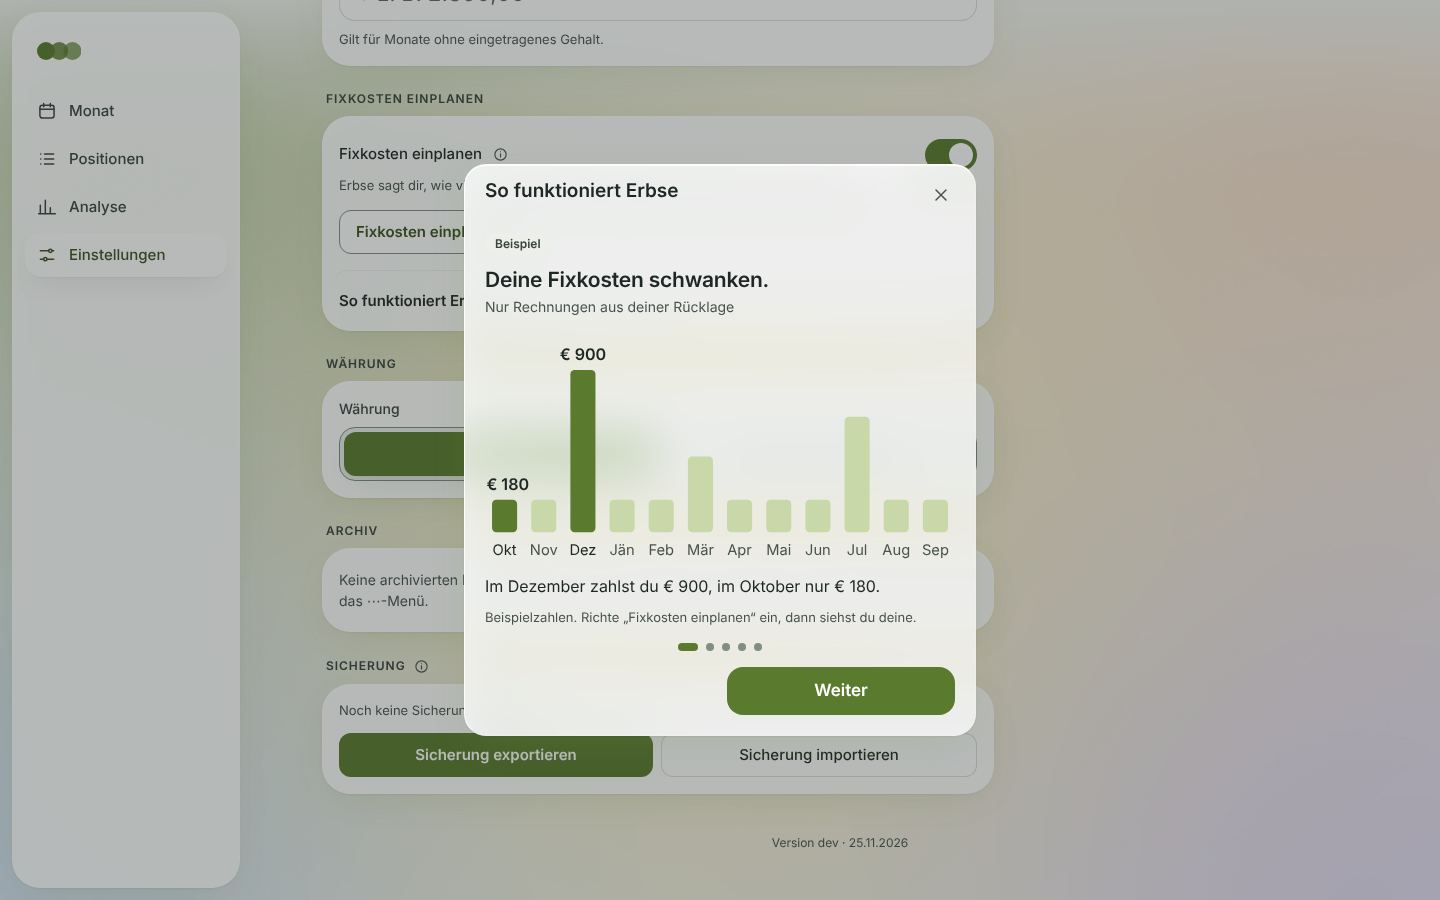 Gilt für Monate ohne eingetragenes Gehalt.
Monat
Positionen
Analyse
Einstellungen
FIXKOSTEN EINPLANEN
Fixkosten einplanen
Erbse sagt dir, wie
Fixkosten
So funktioniert
WÄHRUNG
Währung
ARCHIV
Keine archivierten
das ···-Menü.
SICHERUNG
Noch keine
Sicherung exportieren
Sicherung importieren
Version dev · 25.11.2026
So funktioniert Erbse
Beispiel
Deine Fixkosten schwanken.
Nur Rechnungen aus deiner Rücklage
€ 900
€ 180
Okt Nov Dez Jän Feb Mär Apr Mai Jun Jul Aug Sep
Im Dezember zahlst du € 900, im Oktober nur € 180.
Beispielzahlen. Richte „Fixkosten einplanen“ ein, dann siehst du deine.
Weiter